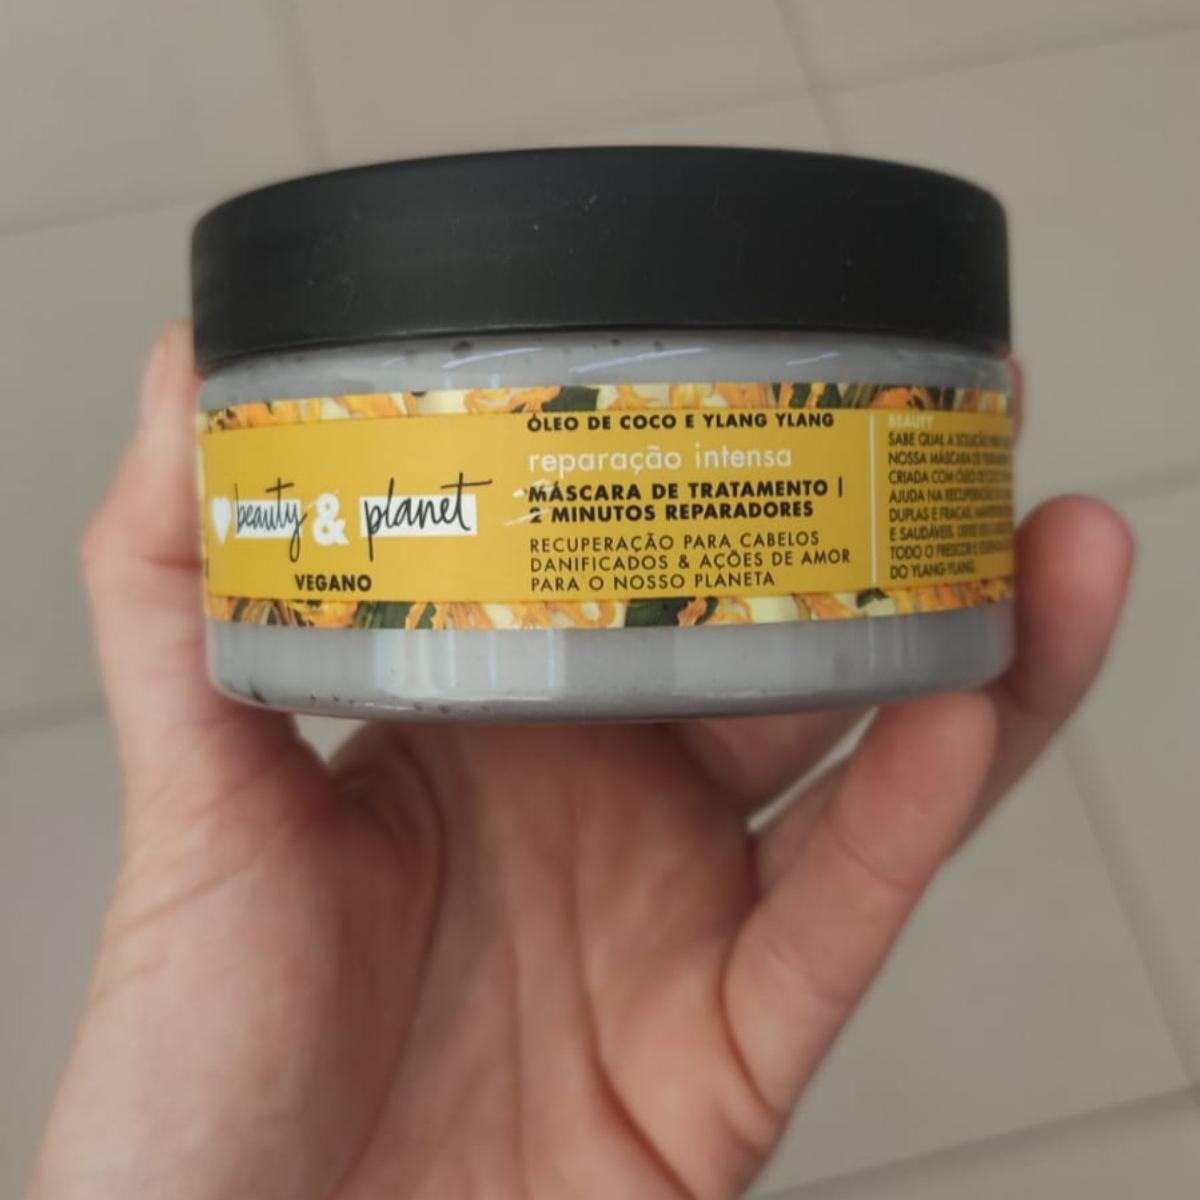 beauty & planet
VEGANO
ÓLEO DE COCO E YLANG YLANG
reparação intensa
MÁSCARA DE TRATAMENTO |
2 MINUTOS REPARADORES
RECUPERAÇÃO PARA CABELOS
DANIFICADOS & AÇÕES DE AMOR
PARA O NOSSO PLANETA
BEAUTY
SABE QUAL A SOLUÇÃO
NOSSA MÁSCARA DE
CRIADA COM ÓLEO DE
AJUDA NA RECUPERAÇÃO
DUPLAS E FRACAS,
E SAUDÁVEIS.
TODO O FRESCOR E
DO YLANG-YLANG.